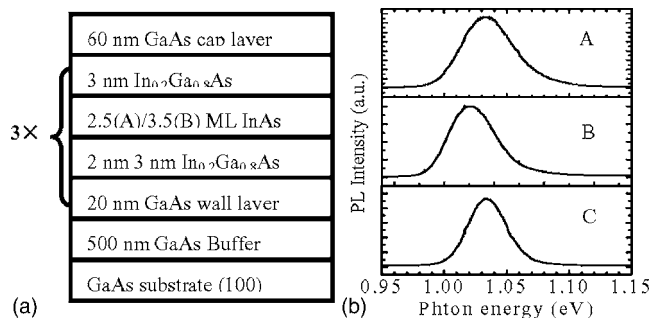 60 nm GaAs cap layer
3 nm In0.2Ga0.8As
3×
2.5(A)/3.5(B) ML InAs
2 nm 3 nm In0.2Ga0.8As
20 nm GaAs wall layer
500 nm GaAs Buffer
GaAs substrate (100)
(a)
PL Intensity (a.u.)
A
B
C
0.95 1.00 1.05 1.10 1.15
Phton energy (eV)
(b)